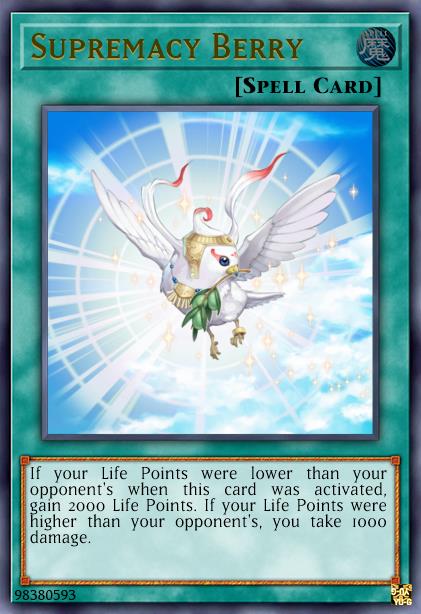 Supremacy Berry
魔
[Spell Card]
If your Life Points were lower than your
opponent's when this card was activated,
gain 2000 Life Points. If your Life Points were
higher than your opponent's, you take 1000
damage.
98380593